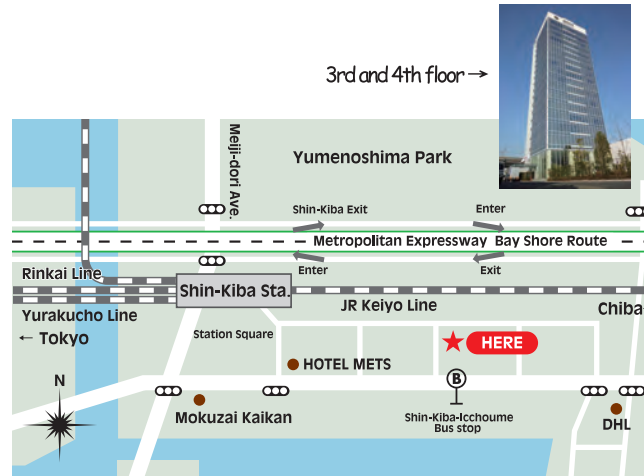 3rd and 4th floor →
Meiji-dori Ave.
Yumenoshima Park
Shin-Kiba Exit
Enter
Metropolitan Expressway Bay Shore Route
Enter
Exit
Rinkai Line
Shin-Kiba Sta.
JR Keiyo Line
Chiba
Yurakucho Line
← Tokyo
Station Square
HERE
HOTEL METS
N
B
Mokuzai Kaikan
Shin-Kiba-Icchoume
Bus stop
DHL